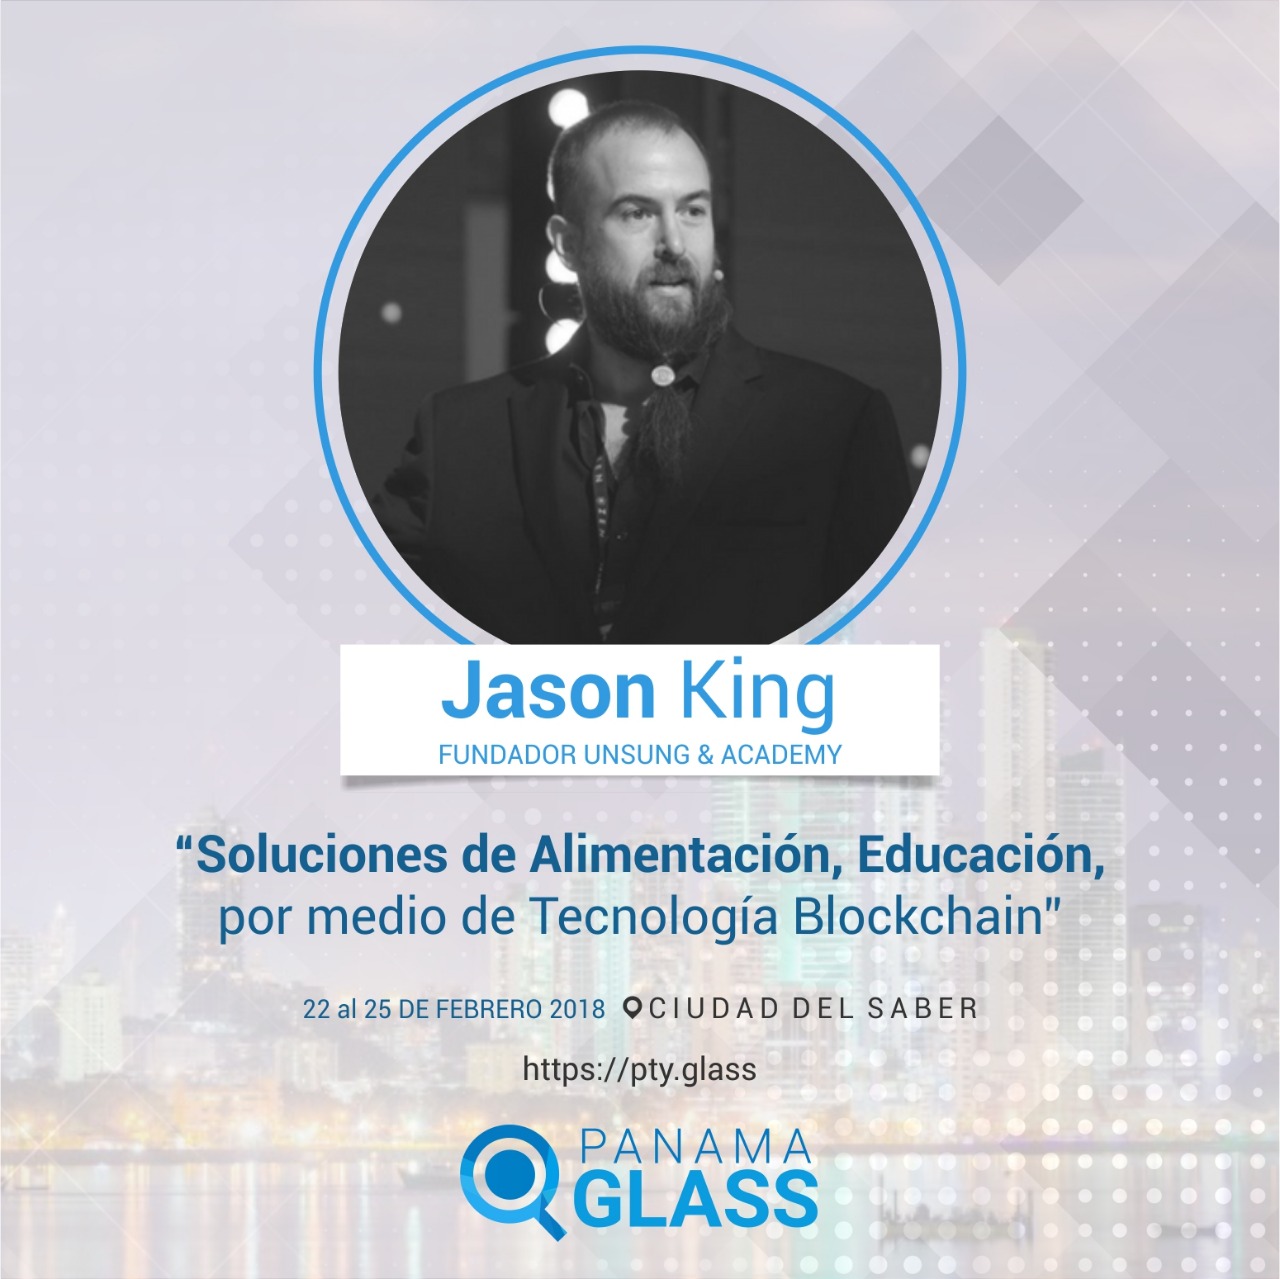 Jason King
FUNDADOR UNSUNG & ACADEMY
“Soluciones de Alimentación, Educación,
por medio de Tecnología Blockchain”
22 al 25 DE FEBRERO 2018 CIUDAD DEL SABER
https://pty.glass
PANAMA
GLASS